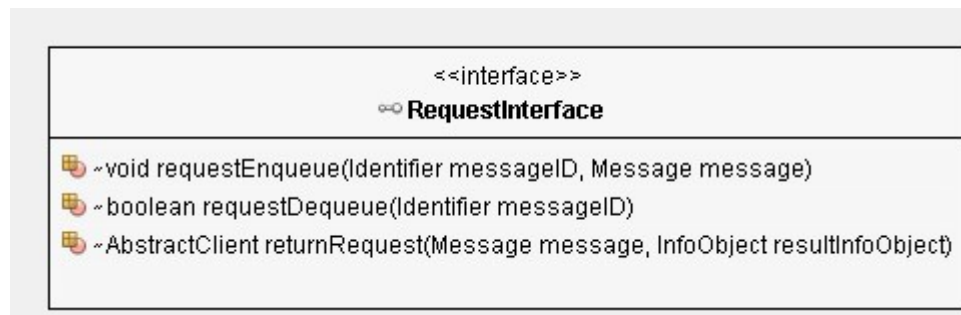 <<interface>>
RequestInterface
~void requestEnqueue(Identifier messageID, Message message)
~boolean requestDequeue(Identifier messageID)
~AbstractClient returnRequest(Message message, InfoObject resultInfoObject)